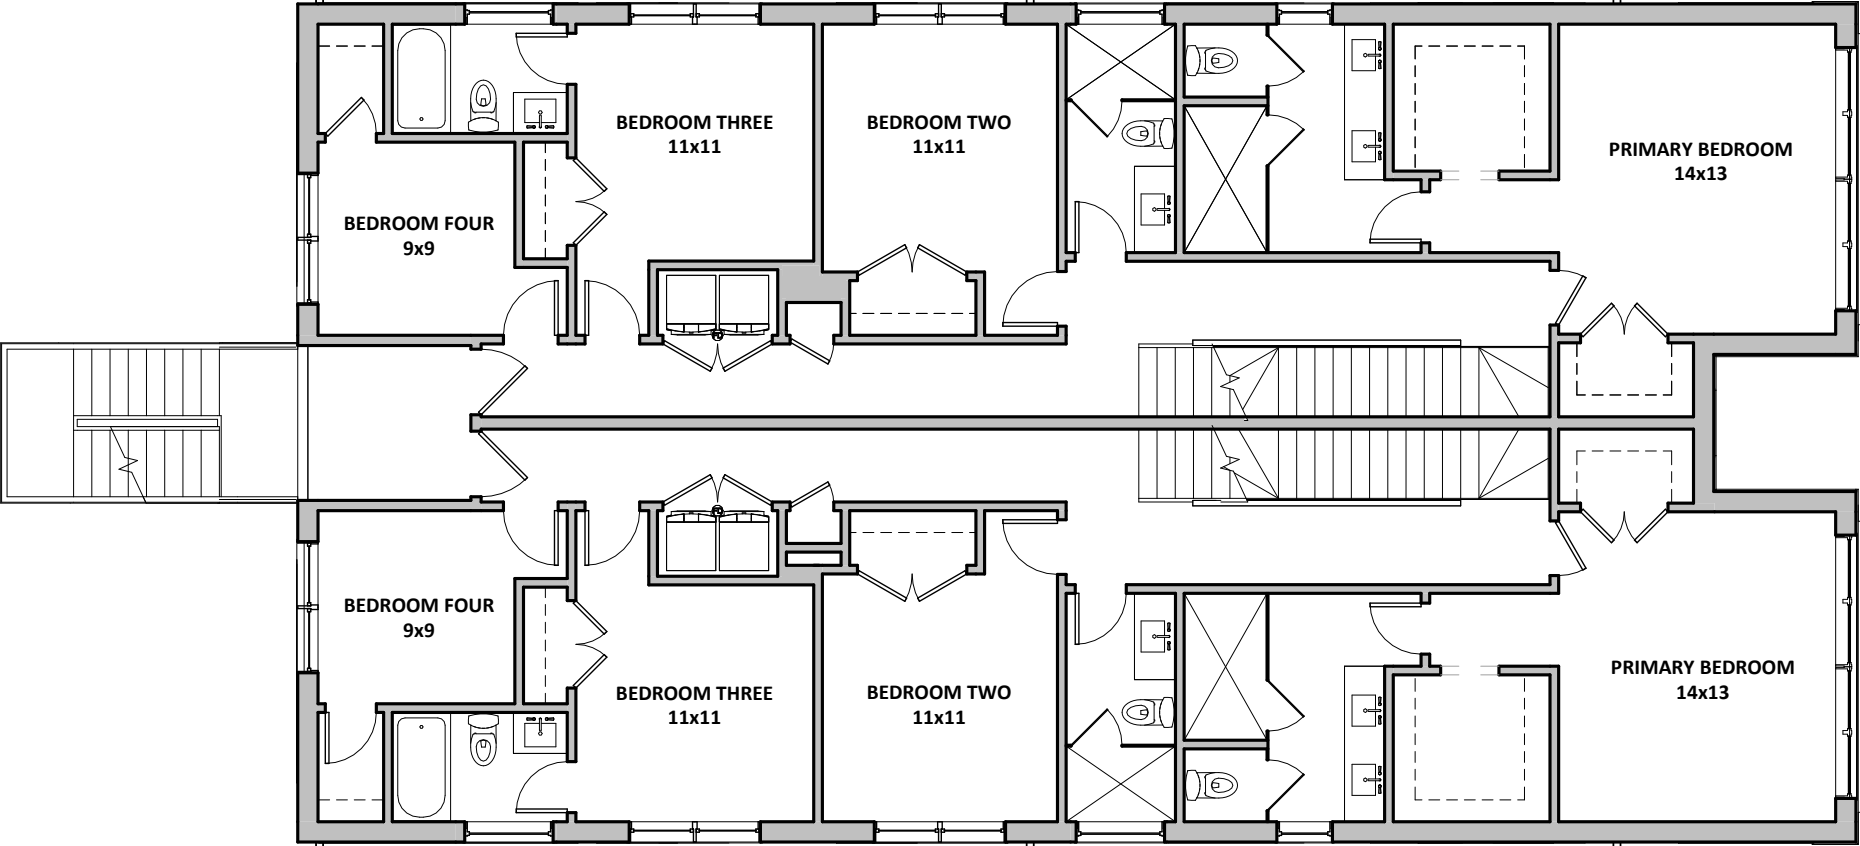 BEDROOM THREE
11x11
BEDROOM TWO
11x11
PRIMARY BEDROOM
14x13
BEDROOM FOUR
9x9
BEDROOM FOUR
9x9
BEDROOM THREE
11x11
BEDROOM TWO
11x11
PRIMARY BEDROOM
14x13